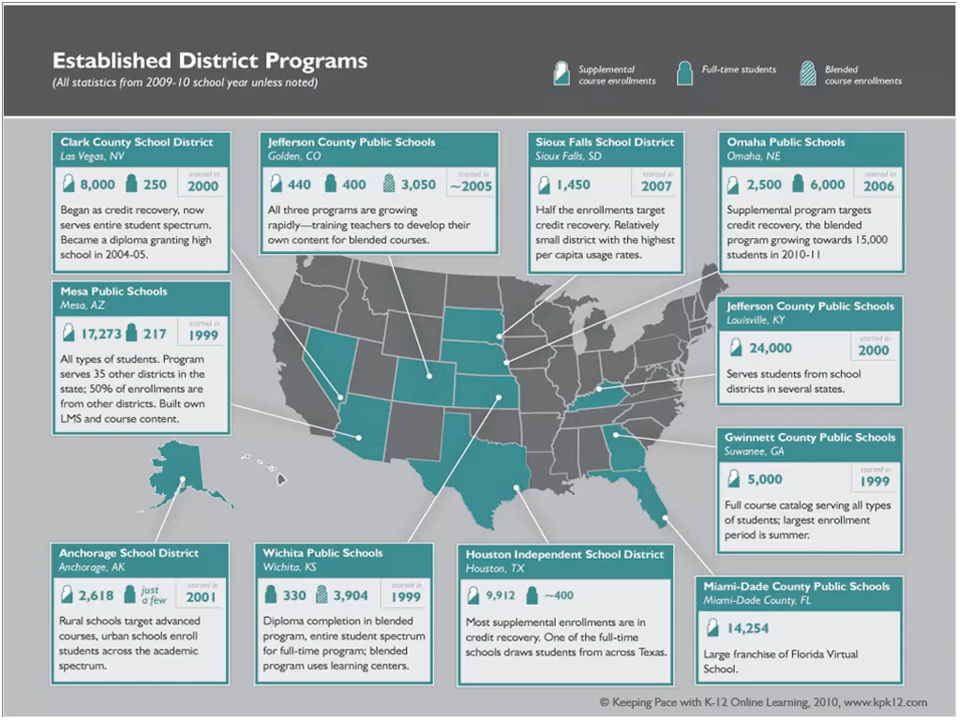 Established District Programs
(All statistics from 2009-10 school year unless noted)
Supplemental
course enrollments
Full-time students
Blended
course enrollments
Clark County School District
Las Vegas, NV
8,000
250
started in
2000
Began as credit recovery, now
serves entire student spectrum.
Became a diploma granting high
school in 2004-05.
Jefferson County Public Schools
Golden, CO
440
400
3,050
started in
~2005
All three programs are growing
rapidly—training teachers to develop their
own content for blended courses.
Sioux Falls School District
Sioux Falls, SD
1,450
started in
2007
Half the enrollments target
credit recovery. Relatively
small district with the highest
per capita usage rates.
Omaha Public Schools
Omaha, NE
2,500
6,000
started in
2006
Supplemental program targets
credit recovery, the blended
program growing towards 15,000
students in 2010-11
Mesa Public Schools
Mesa, AZ
17,273
217
started in
1999
All types of students. Program
serves 35 other districts in the
state; 50% of enrollments are
from other districts. Built own
LMS and course content.
Jefferson County Public Schools
Louisville, KY
24,000
started in
2000
Serves students from school
districts in several states.
Gwinnett County Public Schools
Suwanee, GA
5,000
started in
1999
Full course catalog serving all types
of students; largest enrollment
period is summer.
Anchorage School District
Anchorage, AK
2,618
just
a few
started in
2001
Rural schools target advanced
courses, urban schools enroll
students across the academic
spectrum.
Wichita Public Schools
Wichita, KS
330
3,904
started in
1999
Diploma completion in blended
program, entire student spectrum
for full-time program; blended
program uses learning centers.
Houston Independent School District
Houston, TX
9,912
~400
Most supplemental enrollments are in
credit recovery. One of the full-time
schools draws students from across Texas.
Miami-Dade County Public Schools
Miami-Dade County, FL
14,254
Large franchise of Florida Virtual
School.
© Keeping Pace with K-12 Online Learning, 2010, www.kpk12.com